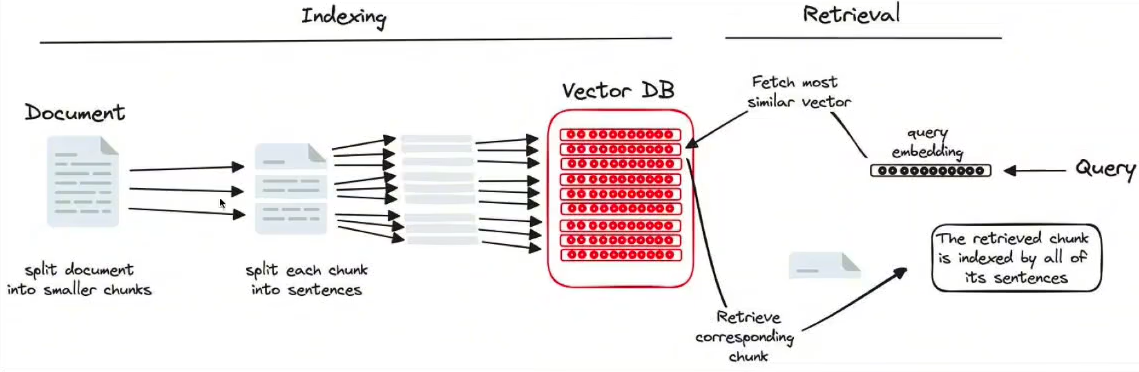 Indexing
Retrieval
Document
Vector DB
Fetch most
similar vector
query
embedding
Query
split document
into smaller chunks
split each chunk
into sentences
The retrieved chunk
is indexed by all of
its sentences
Retrieve
corresponding
chunk